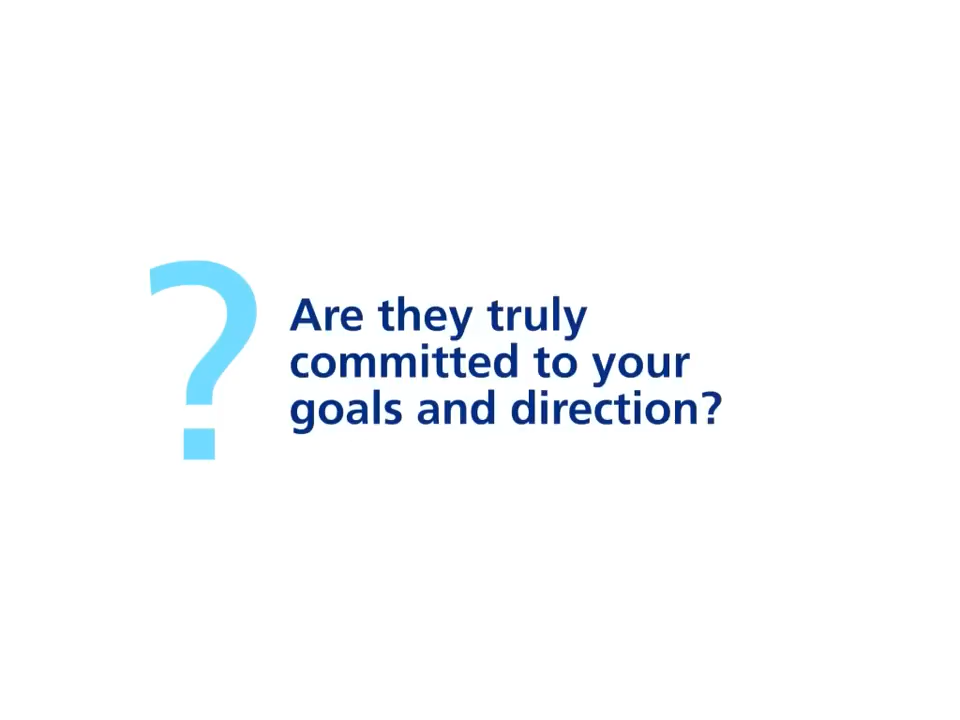 ?
Are they truly
committed to your
goals and direction?